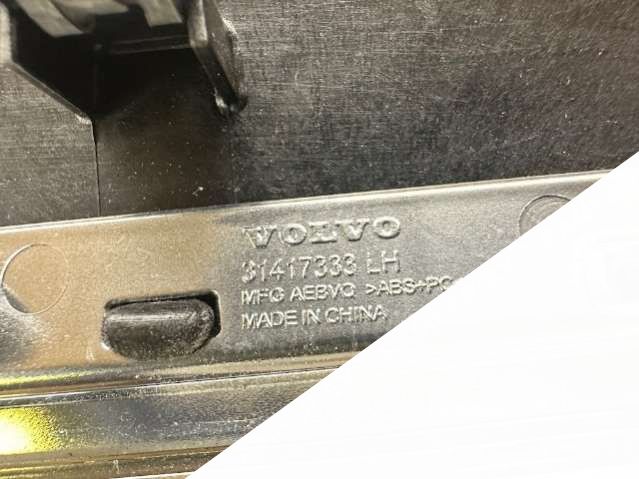 VOLVO
31417333 LH
MFG AEBVC >ABS+PC
MADE IN CHINA